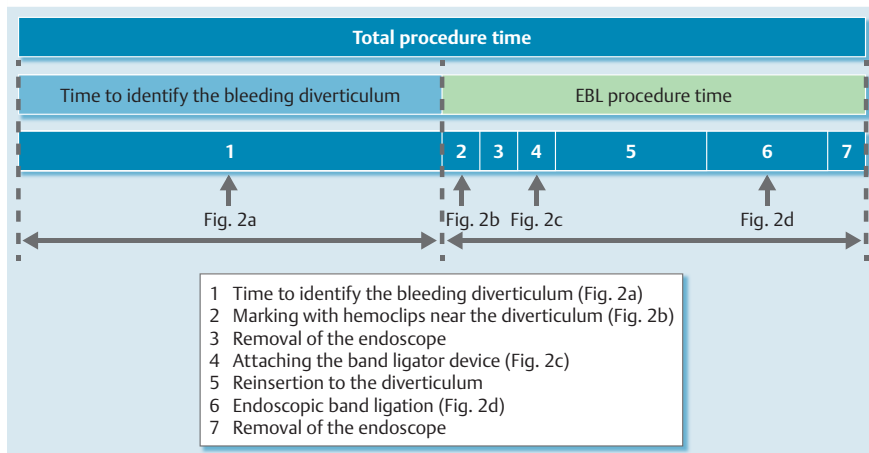 Total procedure time
Time to identify the bleeding diverticulum EBL procedure time
1 2 3 4 5 6 7
Fig. 2a Fig. 2b Fig. 2c Fig. 2d
1 Time to identify the bleeding diverticulum (Fig. 2a)
2 Marking with hemoclips near the diverticulum (Fig. 2b)
3 Removal of the endoscope
4 Attaching the band ligator device (Fig. 2c)
5 Reinsertion to the diverticulum
6 Endoscopic band ligation (Fig. 2d)
7 Removal of the endoscope